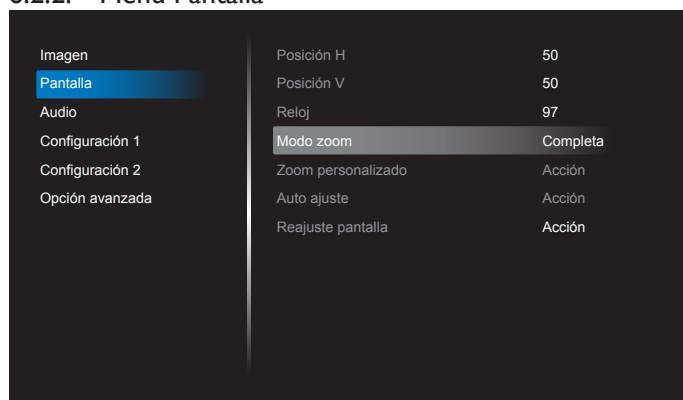 Imagen
Pantalla
Audio
Configuración 1
Configuración 2
Opción avanzada
Posición H 50
Posición V 50
Reloj 97
Modo zoom Completa
Zoom personalizado Acción
Auto ajuste Acción
Reajuste pantalla Acción